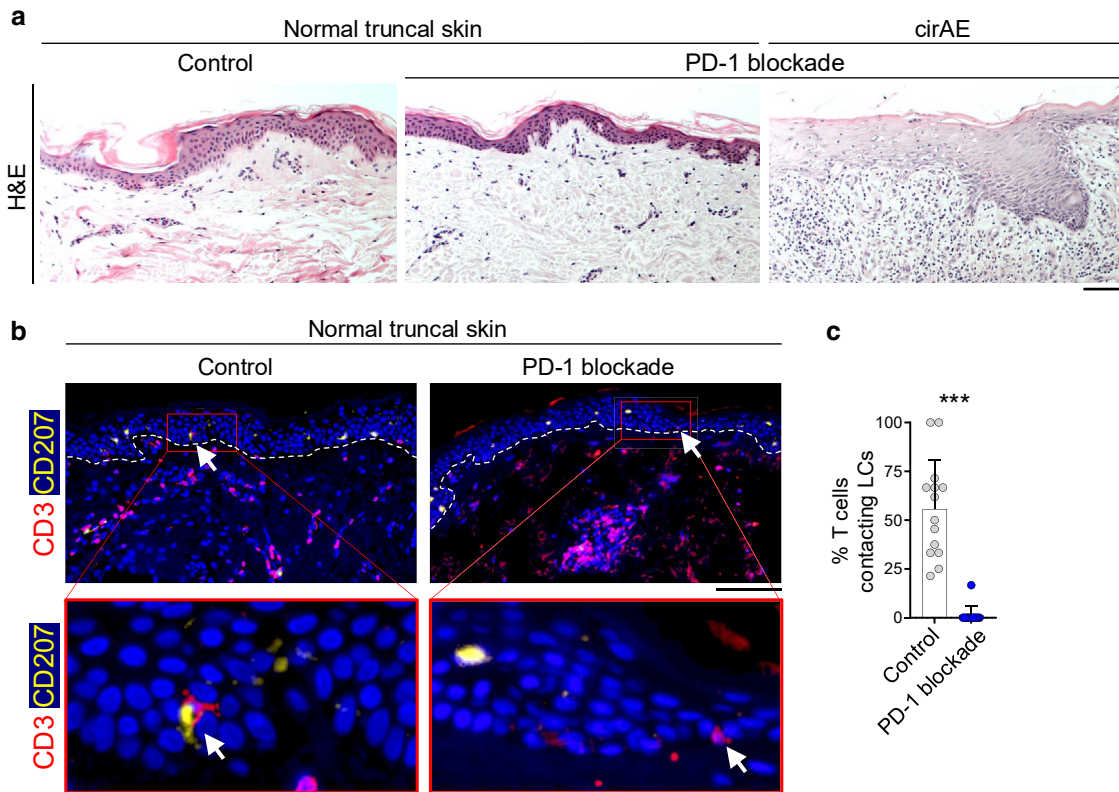 a
Normal truncal skin
cirAE
Control
PD-1 blockade
H&E
b
Normal truncal skin
Control
PD-1 blockade
CD3 CD207
CD3 CD207
c
***
% T cells
contacting LCs
100
75
50
25
0
Control
PD-1 blockade